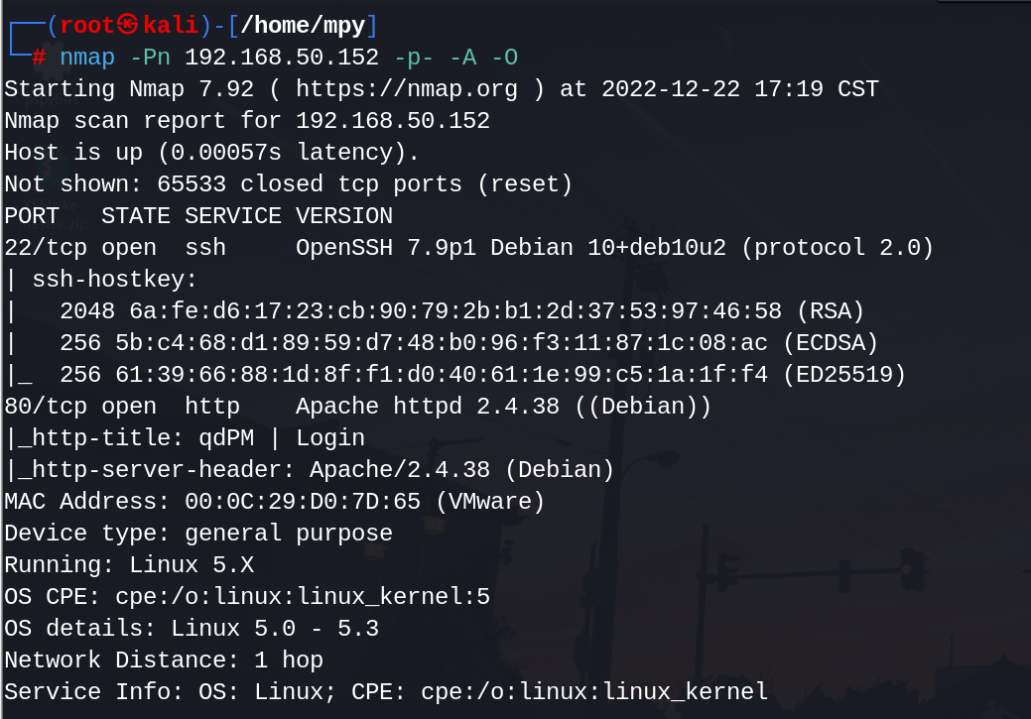 ┌──(root㉿kali)-[/home/mpy]
└─# nmap -Pn 192.168.50.152 -p- -A -O
Starting Nmap 7.92 ( https://nmap.org ) at 2022-12-22 17:19 CST
Nmap scan report for 192.168.50.152
Host is up (0.00057s latency).
Not shown: 65533 closed tcp ports (reset)
PORT   STATE SERVICE VERSION
22/tcp open  ssh     OpenSSH 7.9p1 Debian 10+deb10u2 (protocol 2.0)
| ssh-hostkey:
|   2048 6a:fe:d6:17:23:cb:90:79:2b:b1:2d:37:53:97:46:58 (RSA)
|   256 5b:c4:68:d1:89:59:d7:48:b0:96:f3:11:87:1c:08:ac (ECDSA)
|_  256 61:39:66:88:1d:8f:f1:d0:40:61:1e:99:c5:1a:1f:f4 (ED25519)
80/tcp open  http    Apache httpd 2.4.38 ((Debian))
|_http-title: qdPM | Login
|_http-server-header: Apache/2.4.38 (Debian)
MAC Address: 00:0C:29:D0:7D:65 (VMware)
Device type: general purpose
Running: Linux 5.X
OS CPE: cpe:/o:linux:linux_kernel:5
OS details: Linux 5.0 - 5.3
Network Distance: 1 hop
Service Info: OS: Linux; CPE: cpe:/o:linux:linux_kernel